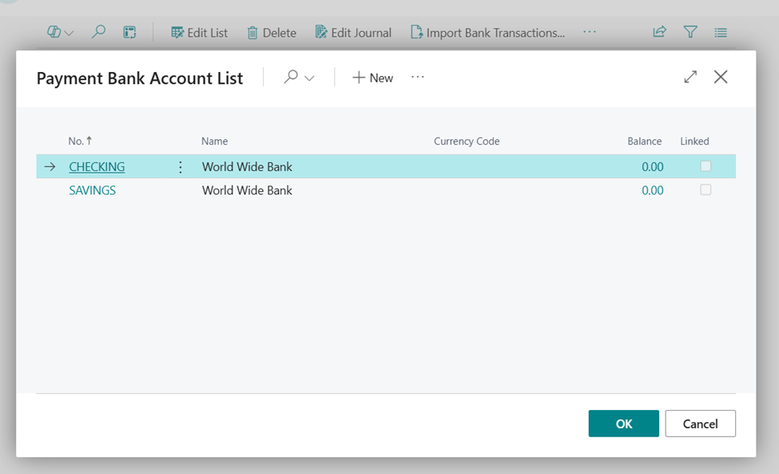 Edit List Delete Edit Journal Import Bank Transactions... ...
Payment Bank Account List + New ...
No. ↑ Name Currency Code Balance Linked
→ CHECKING ⋮ World Wide Bank 0.00
SAVINGS World Wide Bank 0.00
OK Cancel